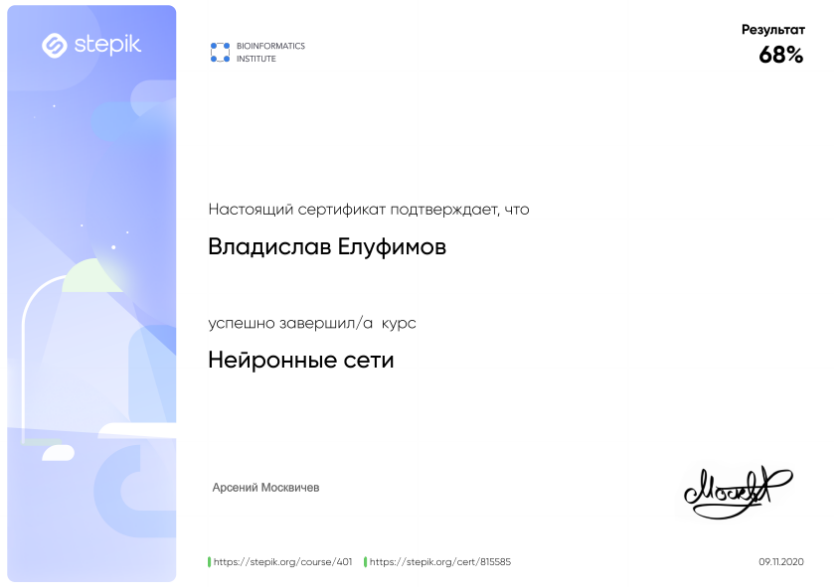 stepik
BIOINFORMATICS
INSTITUTE
Результат
68%
Настоящий сертификат подтверждает, что
Владислав Елуфимов
успешно завершил/а курс
Нейронные сети
Арсений Москвичев
Москв
https://stepik.org/course/401 https://stepik.org/cert/815585
09.11.2020